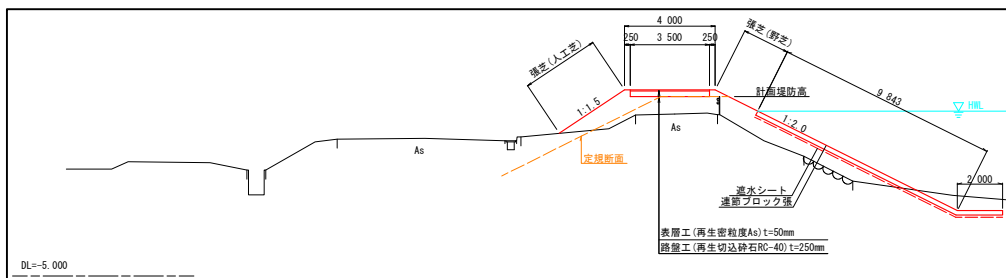 4 000
250
3 500
250
張芝(人工芝)
張芝(野芝)
9 843
計画堤防高
HWL
1:1.5
1:2.0
As
As
定規断面
遮水シート
連節ブロック張
2 000
表層工(再生密粒度As)t=50mm
路盤工(再生切込砕石RC-40)t=250mm
DL=-5.000